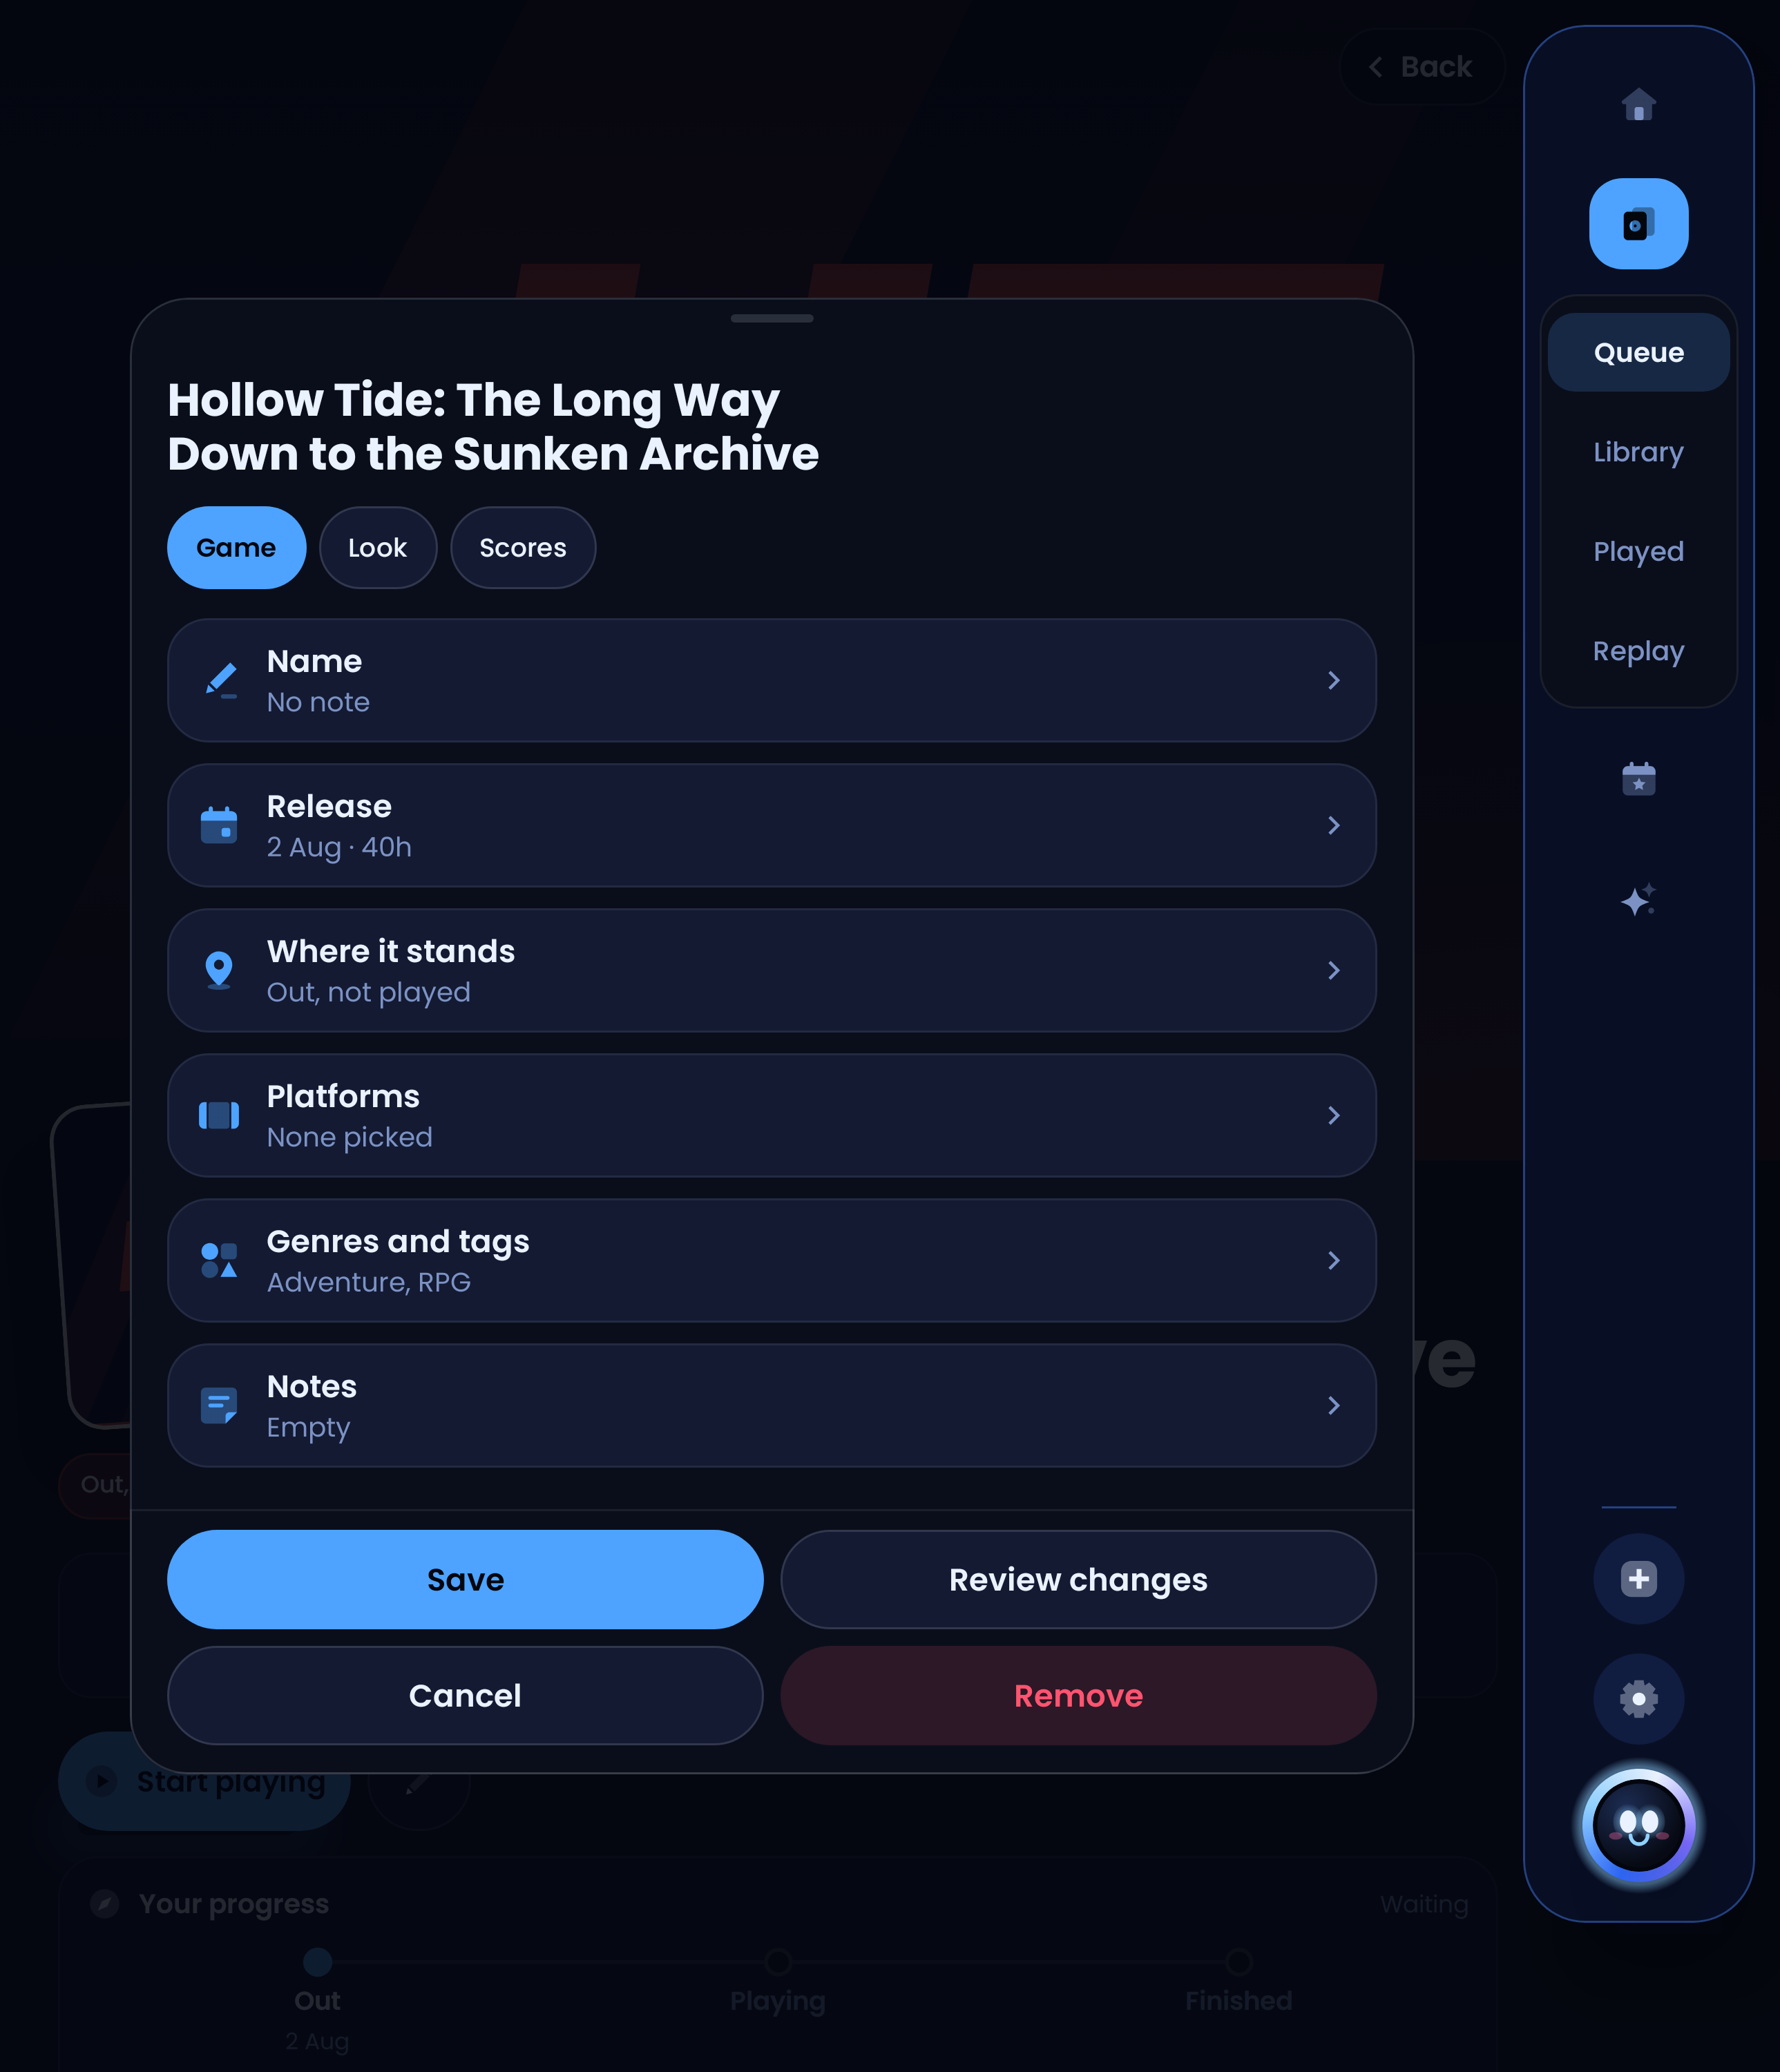 Back
Hollow Tide: The Long Way
Down to the Sunken Archive
Game
Look
Scores
Name
No note
Release
2 Aug · 40h
Where it stands
Out, not played
Platforms
None picked
Genres and tags
Adventure, RPG
Notes
Empty
Save
Review changes
Cancel
Remove
ve
Out,
Start playing
Your progress
Waiting
Out
Playing
Finished
2 Aug
Queue
Library
Played
Replay